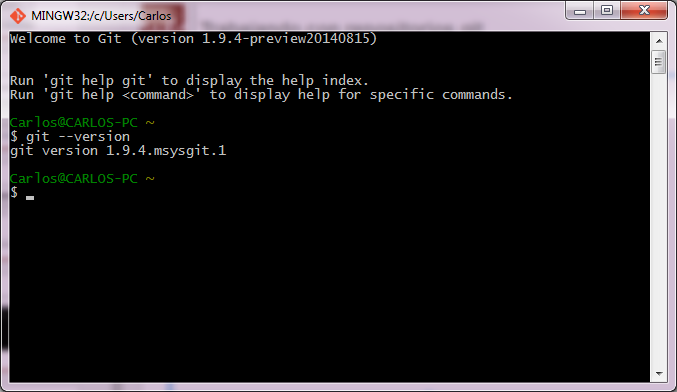 MINGW32:/c/Users/Carlos
Welcome to Git (version 1.9.4-preview20140815)
Run 'git help git' to display the help index.
Run 'git help <command>' to display help for specific commands.
Carlos@CARLOS-PC ~
$ git --version
git version 1.9.4.msysgit.1
Carlos@CARLOS-PC ~
$